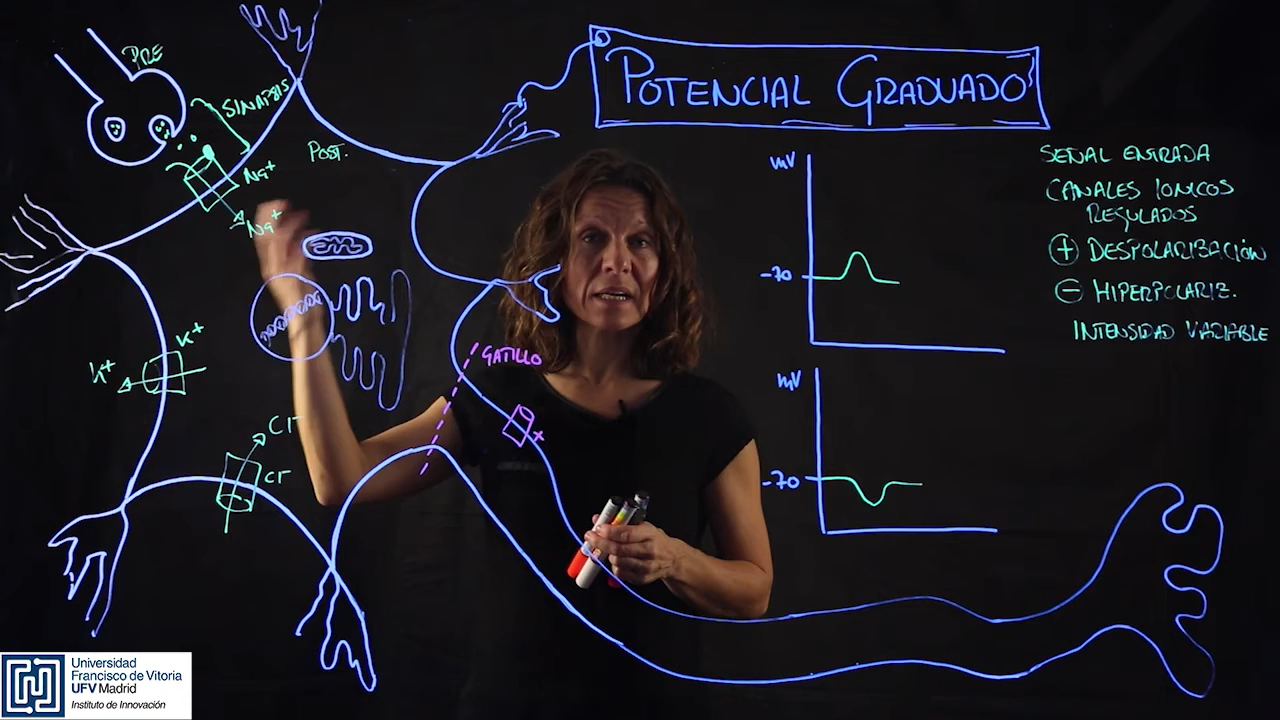 POTENCIAL GRADUADO
PRE
SINAPSIS
POST.
Na+
Na+
K+
K+
Cl-
Cl-
GATILLO
+
mV
-70
mV
-70
SEÑAL ENTRADA
CANALES IONICOS
REGULADOS
+ DESPOLARIZACIÓN
- HIPERPOLARIZ.
INTENSIDAD VARIABLE
Universidad
Francisco de Vitoria
UFV Madrid
Instituto de Innovación